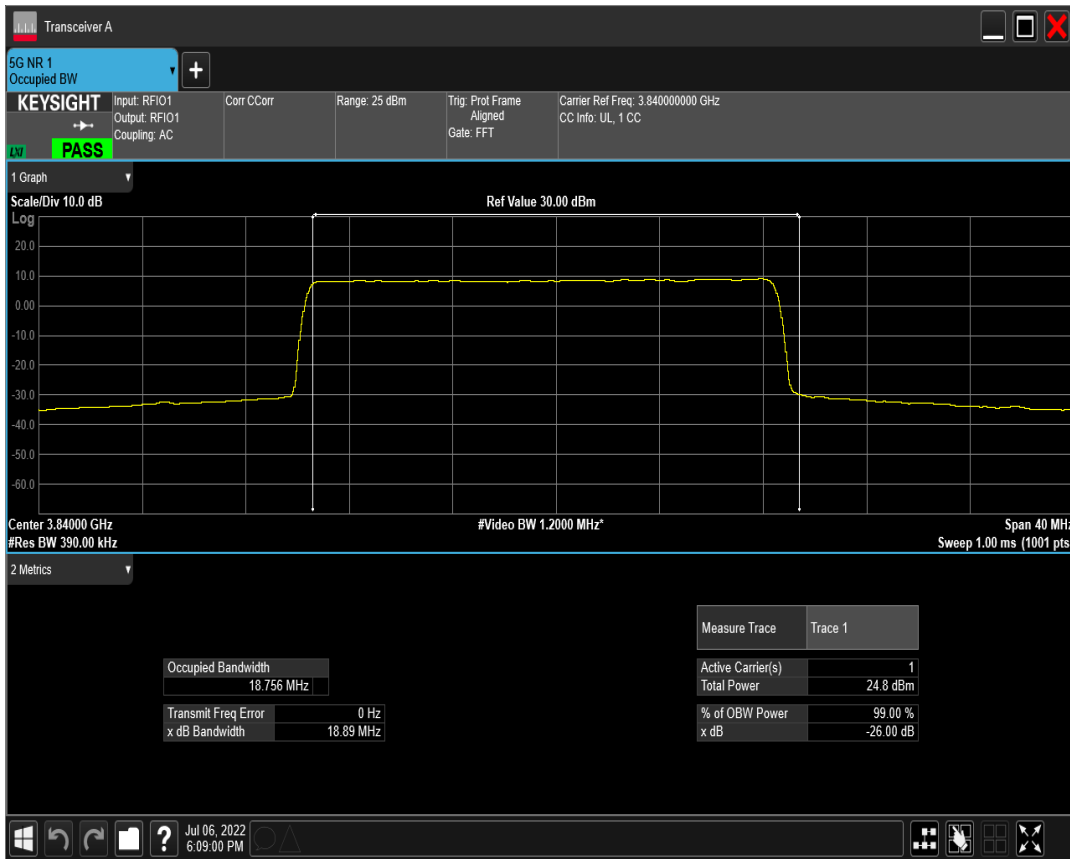 Transceiver A
5G NR 1
Occupied BW
+
KEYSIGHT
LXI
PASS
Input: RFIO1
Output: RFIO1
Coupling: AC
Corr CCorr
Range: 25 dBm
Trig: Prot Frame
Aligned
Gate: FFT
Carrier Ref Freq: 3.840000000 GHz
CC Info: UL, 1 CC
1 Graph
Scale/Div 10.0 dB
Ref Value 30.00 dBm
Log
20.0
10.0
0.00
-10.0
-20.0
-30.0
-40.0
-50.0
-60.0
Center 3.84000 GHz
#Video BW 1.2000 MHz*
Span 40 MHz
#Res BW 390.00 kHz
Sweep 1.00 ms (1001 pts
2 Metrics
Measure Trace Trace 1
Occupied Bandwidth
18.756 MHz
Active Carrier(s) 1
Total Power 24.8 dBm
Transmit Freq Error 0 Hz
x dB Bandwidth 18.89 MHz
% of OBW Power 99.00 %
x dB -26.00 dB
?
Jul 06, 2022
6:09:00 PM